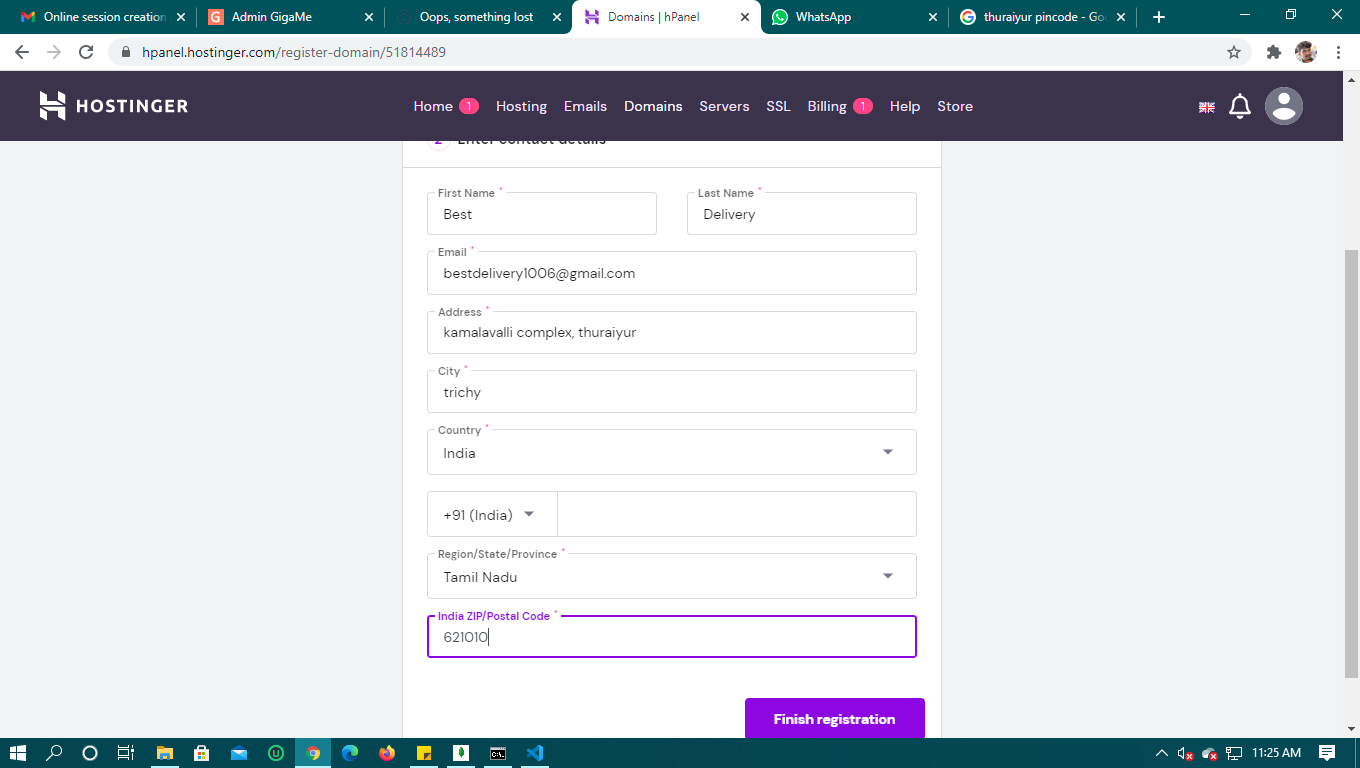 Online session creation
Admin GigaMe
Oops, something lost
Domains | hPanel
WhatsApp
thuraiyur pincode - Goo
hpanel.hostinger.com/register-domain/51814489
HOSTINGER
Home 1 Hosting Emails Domains Servers SSL Billing 1 Help Store
2 Enter contact details
First Name *
Best
Last Name *
Delivery
Email *
bestdelivery1006@gmail.com
Address *
kamalavalli complex, thuraiyur
City *
trichy
Country *
India
+91 (India)
Region/State/Province *
Tamil Nadu
India ZIP/Postal Code *
621010
Finish registration
11:25 AM